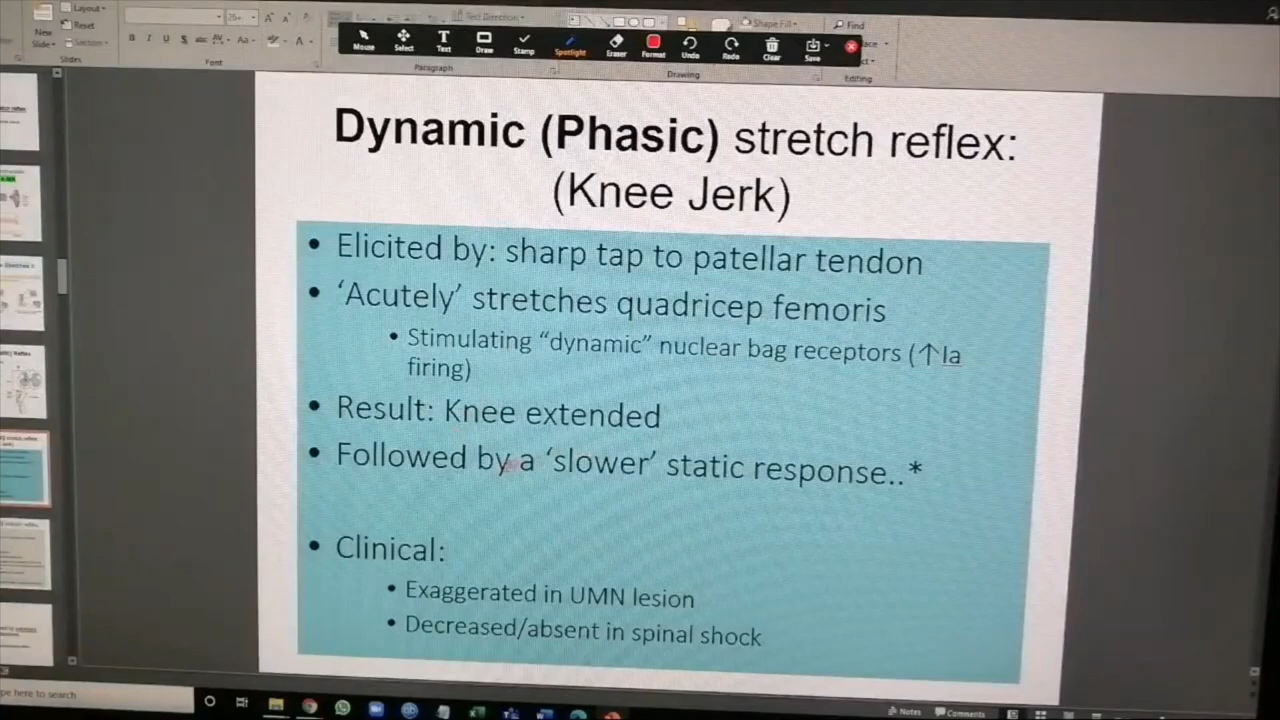 Layout
Reset
New
Slide
Section
Slides
B I U S abc AV Aa A
Font
Text Direction
Paragraph
Shape Fill
Drawing
Find
Editing
Mouse
Select
Text
Draw
Stamp
Spotlight
Eraser
Format
Undo
Redo
Clear
Save
Dynamic (Phasic) stretch reflex:
(Knee Jerk)
• Elicited by: sharp tap to patellar tendon
• ‘Acutely’ stretches quadricep femoris
• Stimulating “dynamic” nuclear bag receptors (↑Ia
firing)
• Result: Knee extended
• Followed by a ‘slower’ static response..*
• Clinical:
• Exaggerated in UMN lesion
• Decreased/absent in spinal shock
pe here to search
Notes
Comments